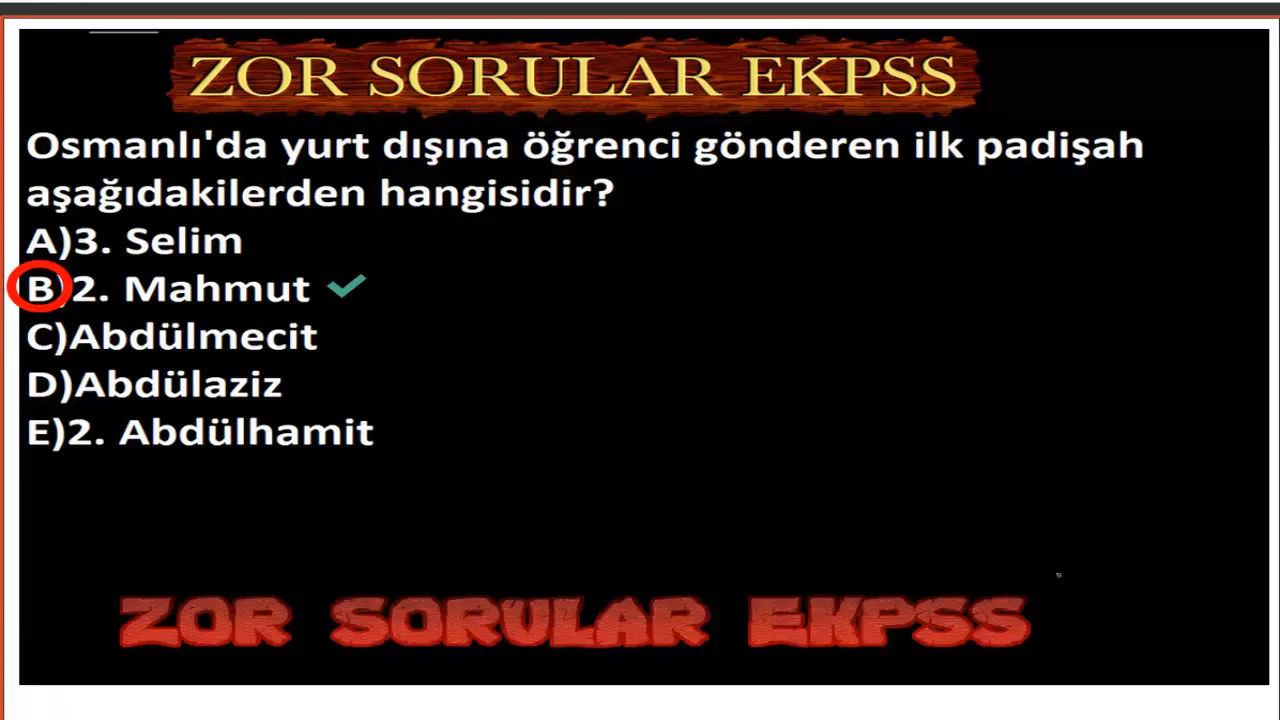 ZOR SORULAR EKPSS
Osmanlı'da yurt dışına öğrenci gönderen ilk padişah
aşağıdakilerden hangisidir?
A)3. Selim
B)2. Mahmut
C)Abdülmecit
D)Abdülaziz
E)2. Abdülhamit
ZOR SORULAR EKPSS